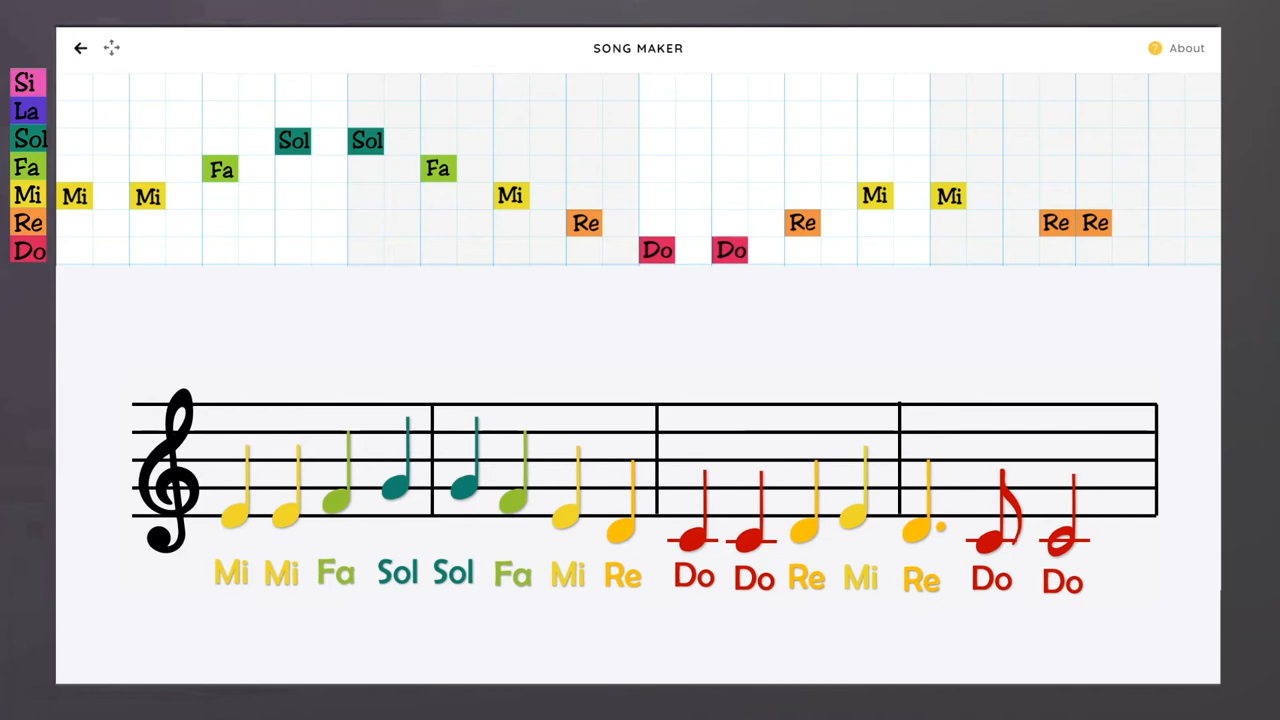 SONG MAKER
About
Si
La
Sol
Fa
Mi
Re
Do
Sol Sol
Fa Fa
Mi Mi Mi Mi Mi
Re Re Re Re
Do Do
Mi Mi Fa Sol Sol Fa Mi Re Do Do Re Mi Re Do Do